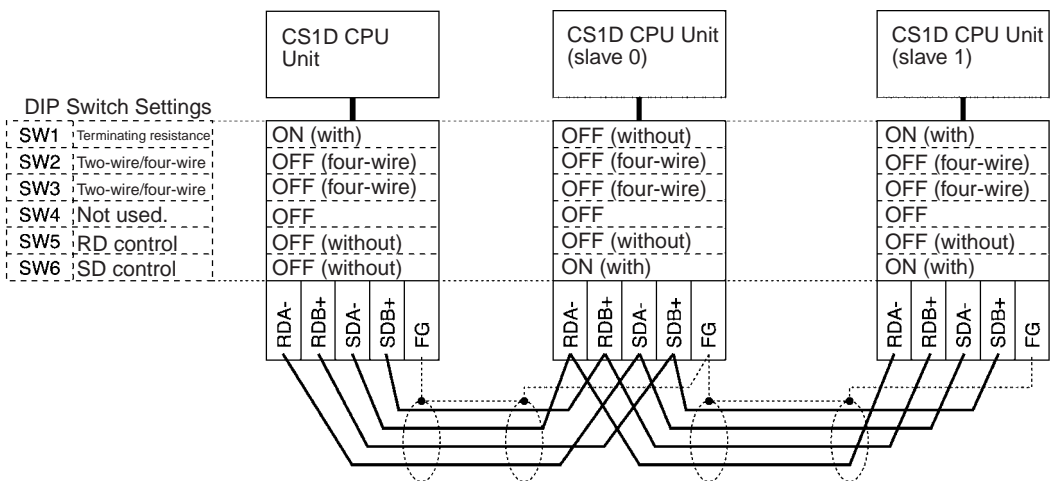 CS1D CPU
Unit
CS1D CPU Unit
(slave 0)
CS1D CPU Unit
(slave 1)
DIP Switch Settings
SW1 Terminating resistance ON (with) OFF (without) ON (with)
SW2 Two-wire/four-wire OFF (four-wire) OFF (four-wire) OFF (four-wire)
SW3 Two-wire/four-wire OFF (four-wire) OFF (four-wire) OFF (four-wire)
SW4 Not used. OFF OFF OFF
SW5 RD control OFF (without) OFF (without) OFF (without)
SW6 SD control OFF (without) ON (with) ON (with)
RDA- RDB+ SDA- SDB+ FG RDA- RDB+ SDA- SDB+ FG RDA- RDB+ SDA- SDB+ FG